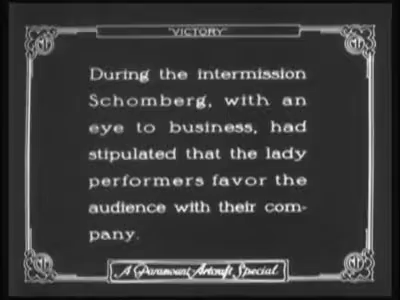 "VICTORY"
During the intermission
Schomberg, with an
eye to business, had
stipulated that the lady
performers favor the
audience with their com-
pany.
A Paramount-Artcraft Special